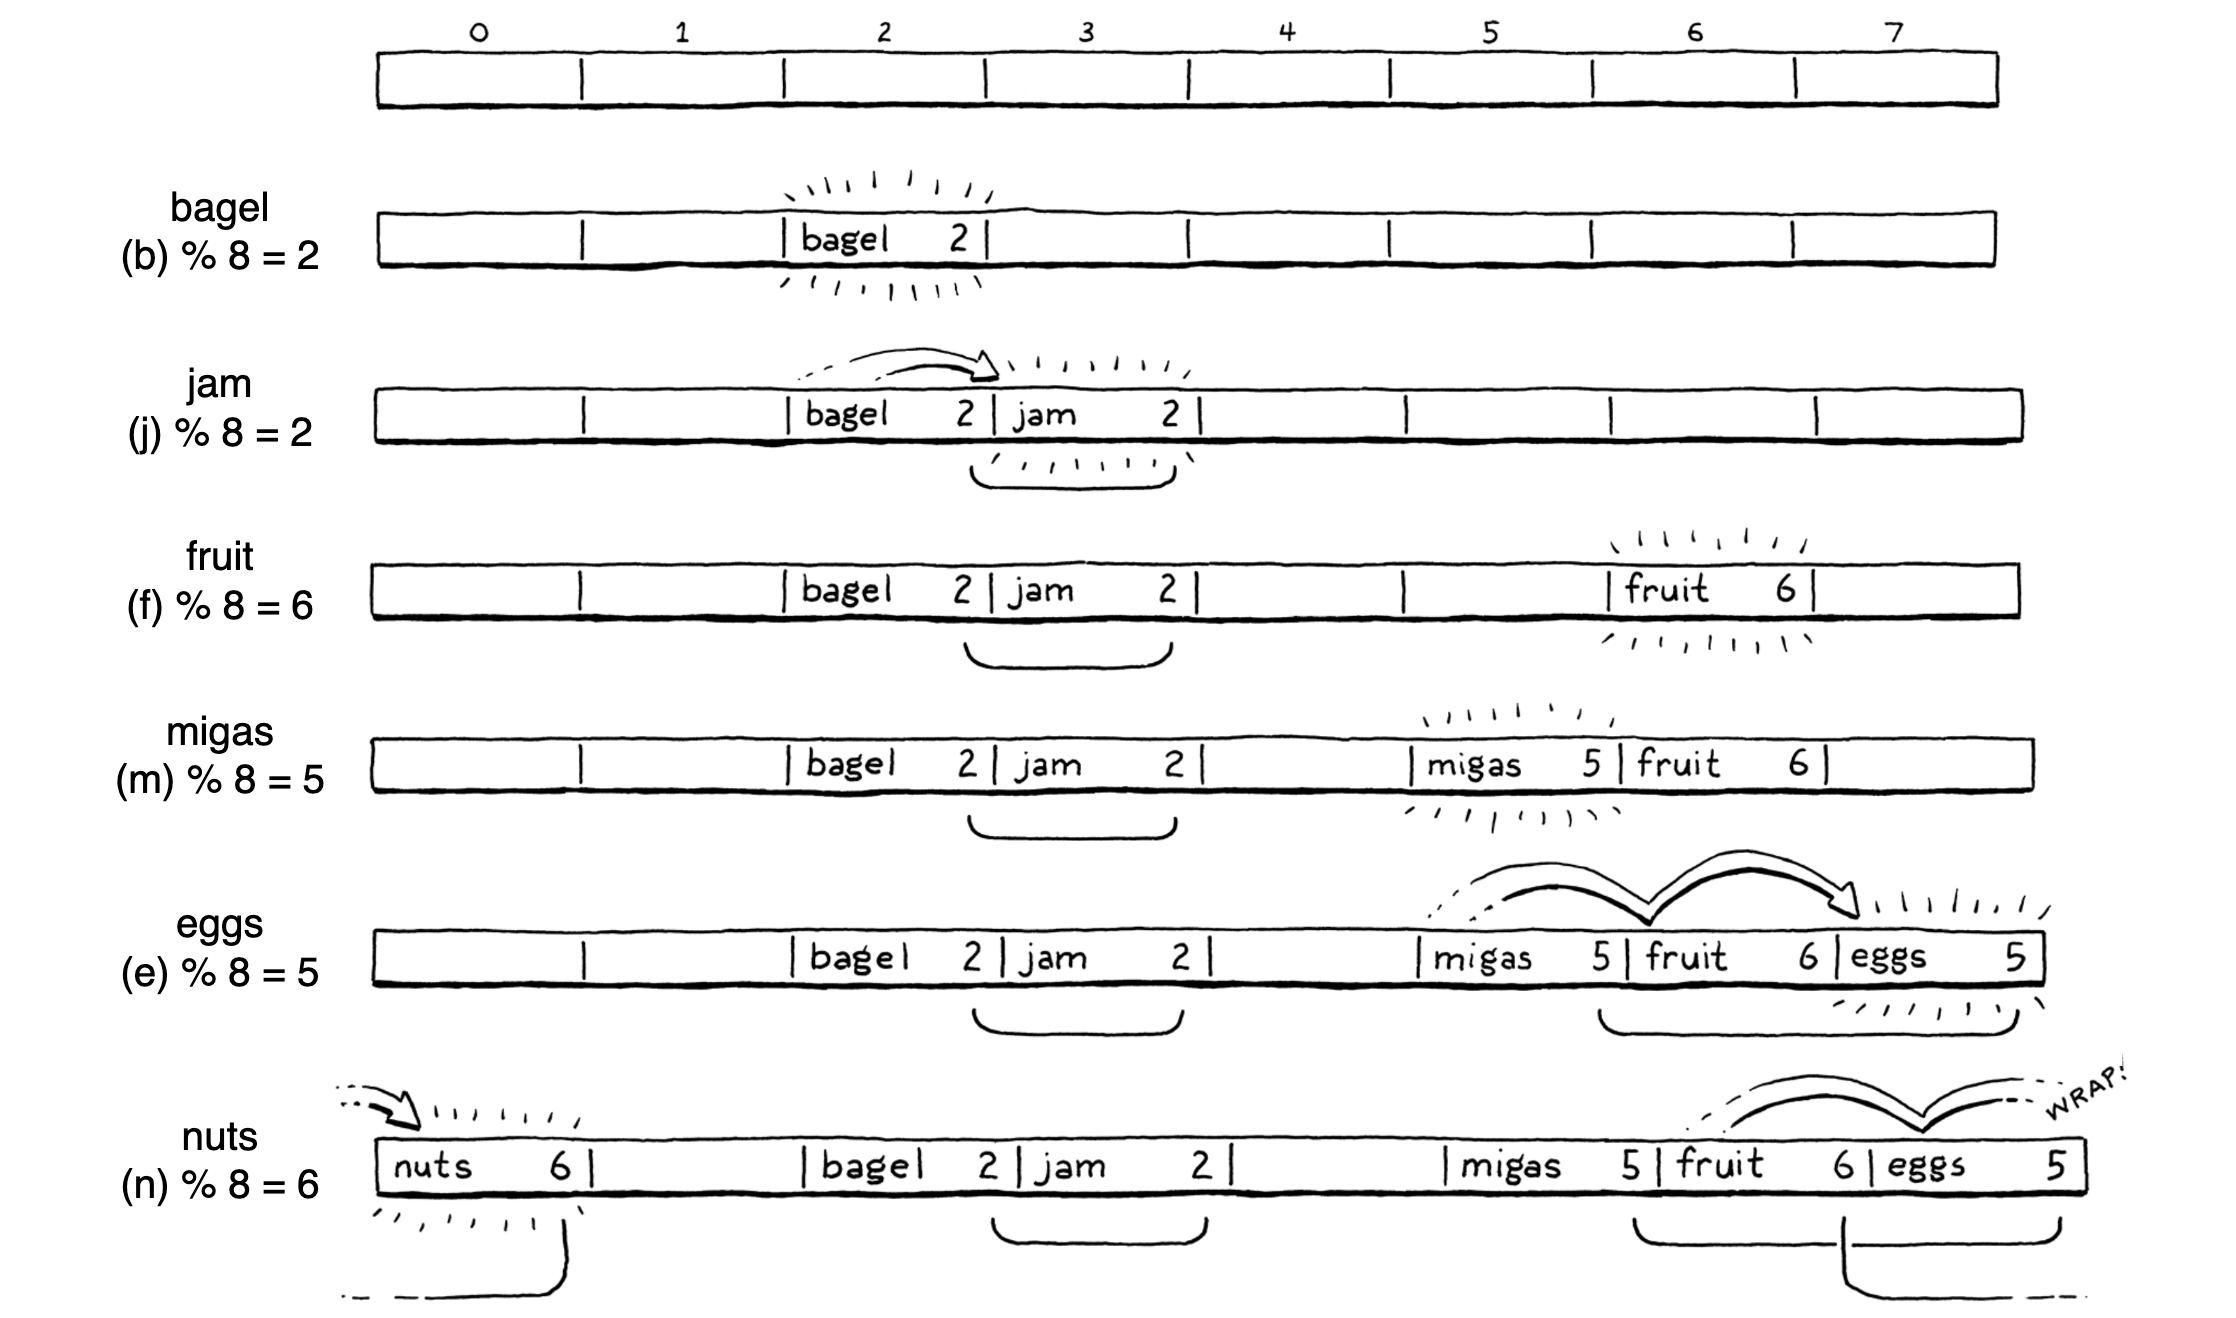 0 1 2 3 4 5 6 7
bagel
(b) % 8 = 2
bagel 2
jam
(j) % 8 = 2
bagel 2 jam 2
fruit
(f) % 8 = 6
bagel 2 jam 2 fruit 6
migas
(m) % 8 = 5
bagel 2 jam 2 migas 5 fruit 6
eggs
(e) % 8 = 5
bagel 2 jam 2 migas 5 fruit 6 eggs 5
WRAP!
nuts
(n) % 8 = 6
nuts 6 bagel 2 jam 2 migas 5 fruit 6 eggs 5